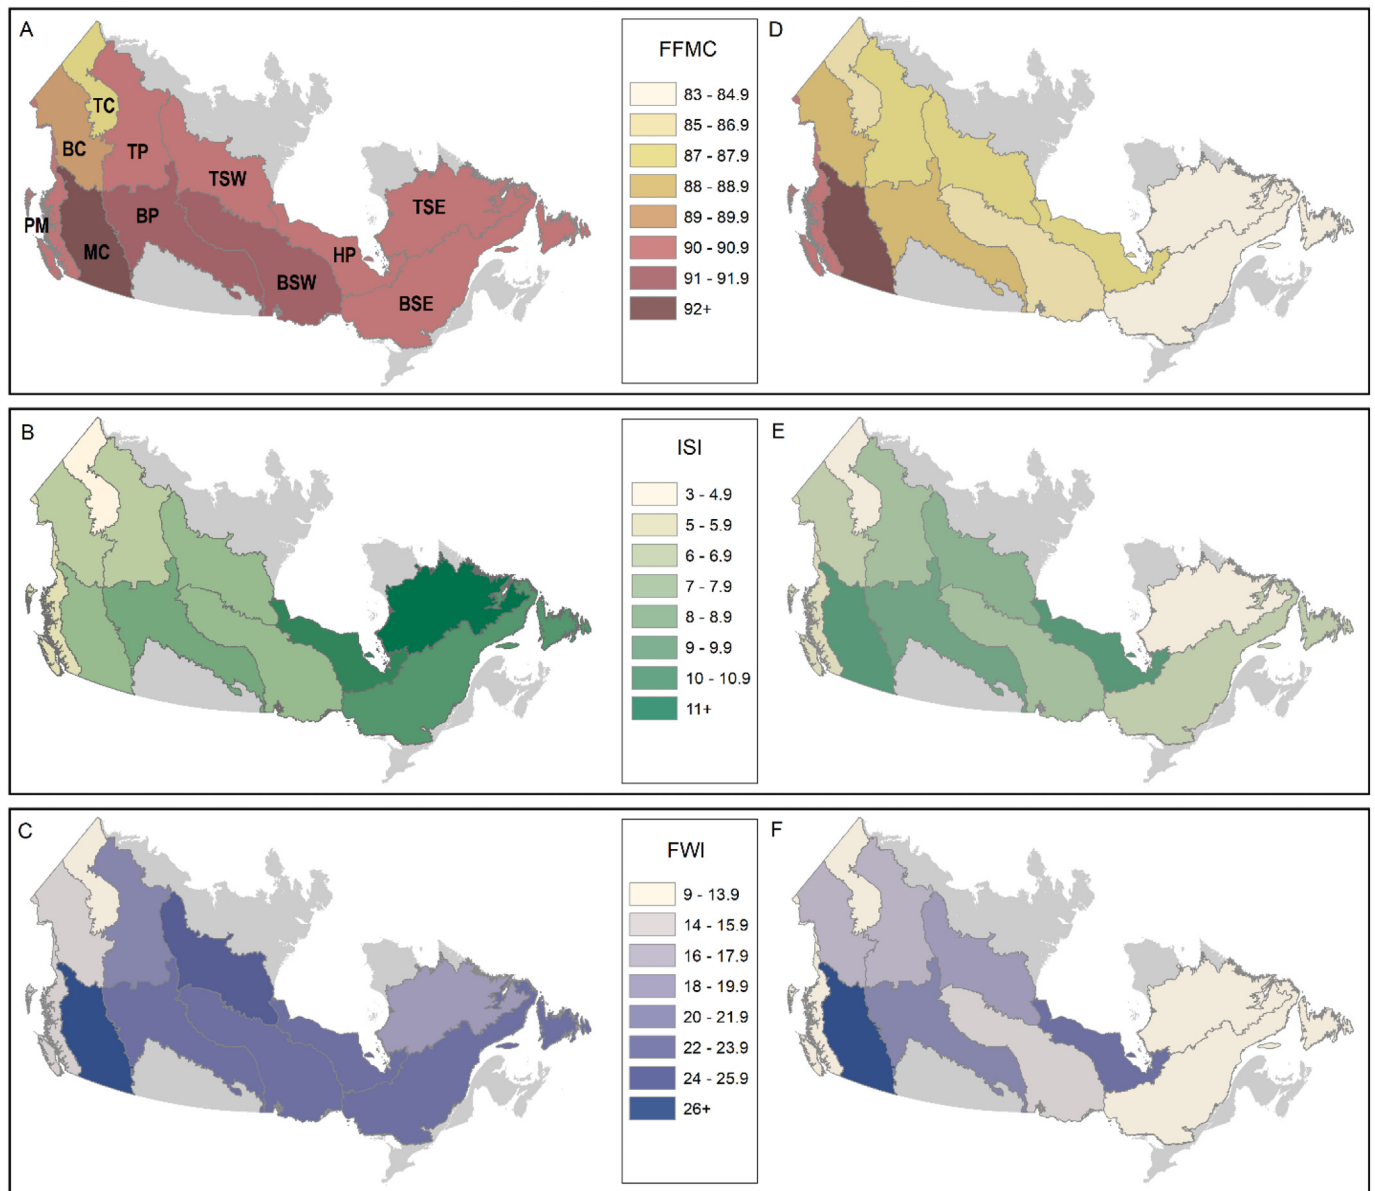 A
FFMC
D
83 - 84.9
85 - 86.9
87 - 87.9
88 - 88.9
89 - 89.9
90 - 90.9
91 - 91.9
92+
TC
BC
TP
TSW
TSE
PM
BP
MC
HP
BSW
BSE
B
ISI
E
3 - 4.9
5 - 5.9
6 - 6.9
7 - 7.9
8 - 8.9
9 - 9.9
10 - 10.9
11+
C
FWI
F
9 - 13.9
14 - 15.9
16 - 17.9
18 - 19.9
20 - 21.9
22 - 23.9
24 - 25.9
26+